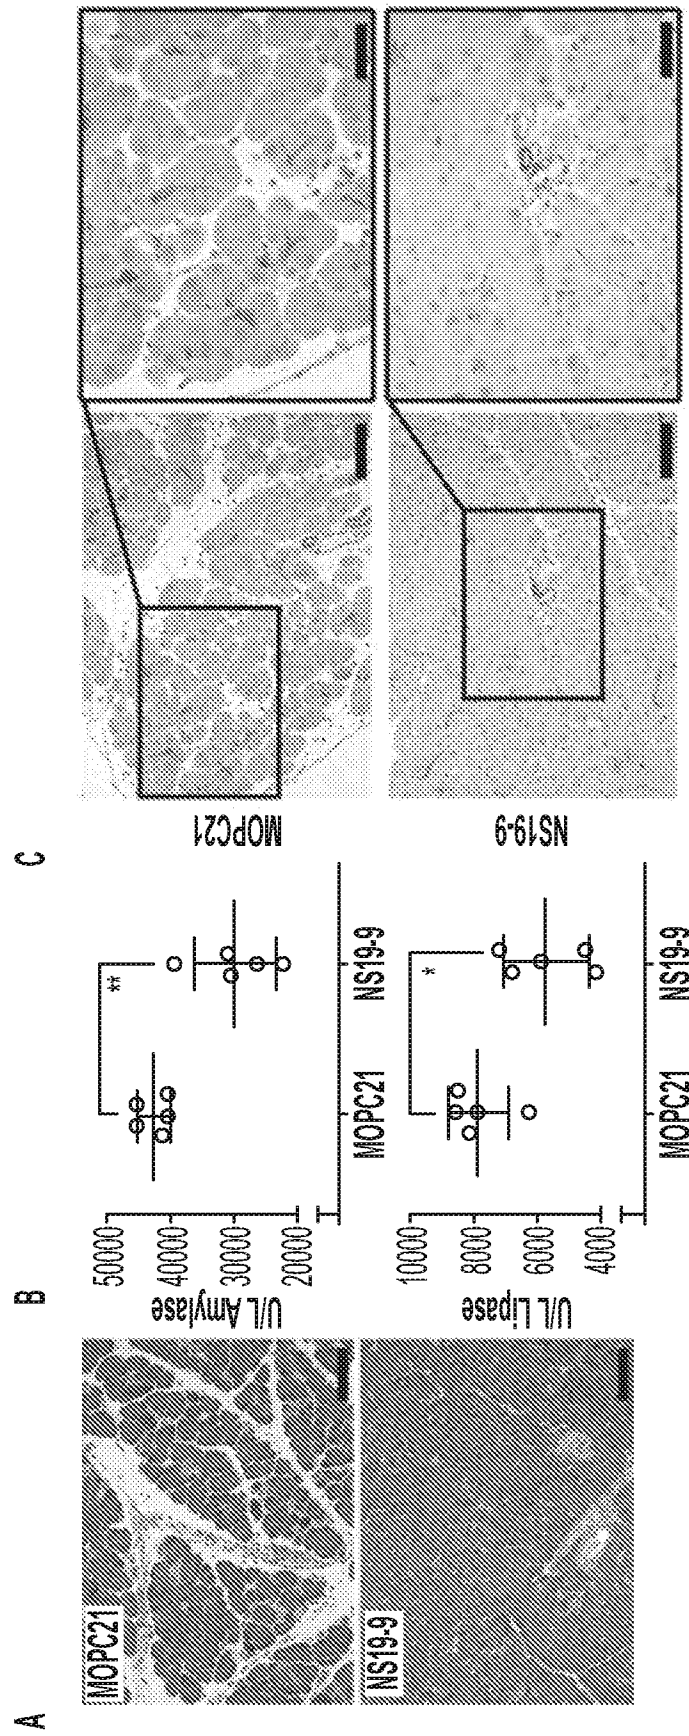 A
MOPC21
NS19-9
B
U/L Amylase
50000
40000
30000
20000
**
MOPC21
NS19-9
U/L Lipase
10000
8000
6000
4000
*
MOPC21
NS19-9
C
MOPC21
NS19-9